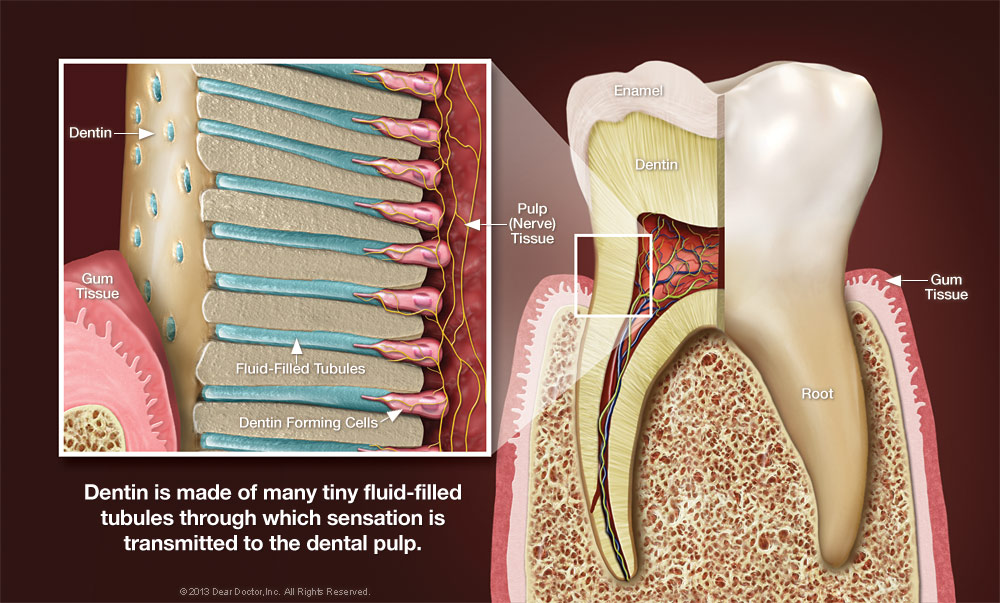 Enamel
Dentin
Dentin
Pulp
(Nerve)
Tissue
Gum
Tissue
Gum
Tissue
Fluid-Filled Tubules
Root
Dentin Forming Cells
Dentin is made of many tiny fluid-filled
tubules through which sensation is
transmitted to the dental pulp.
© 2013 Dear Doctor, Inc. All Rights Reserved.